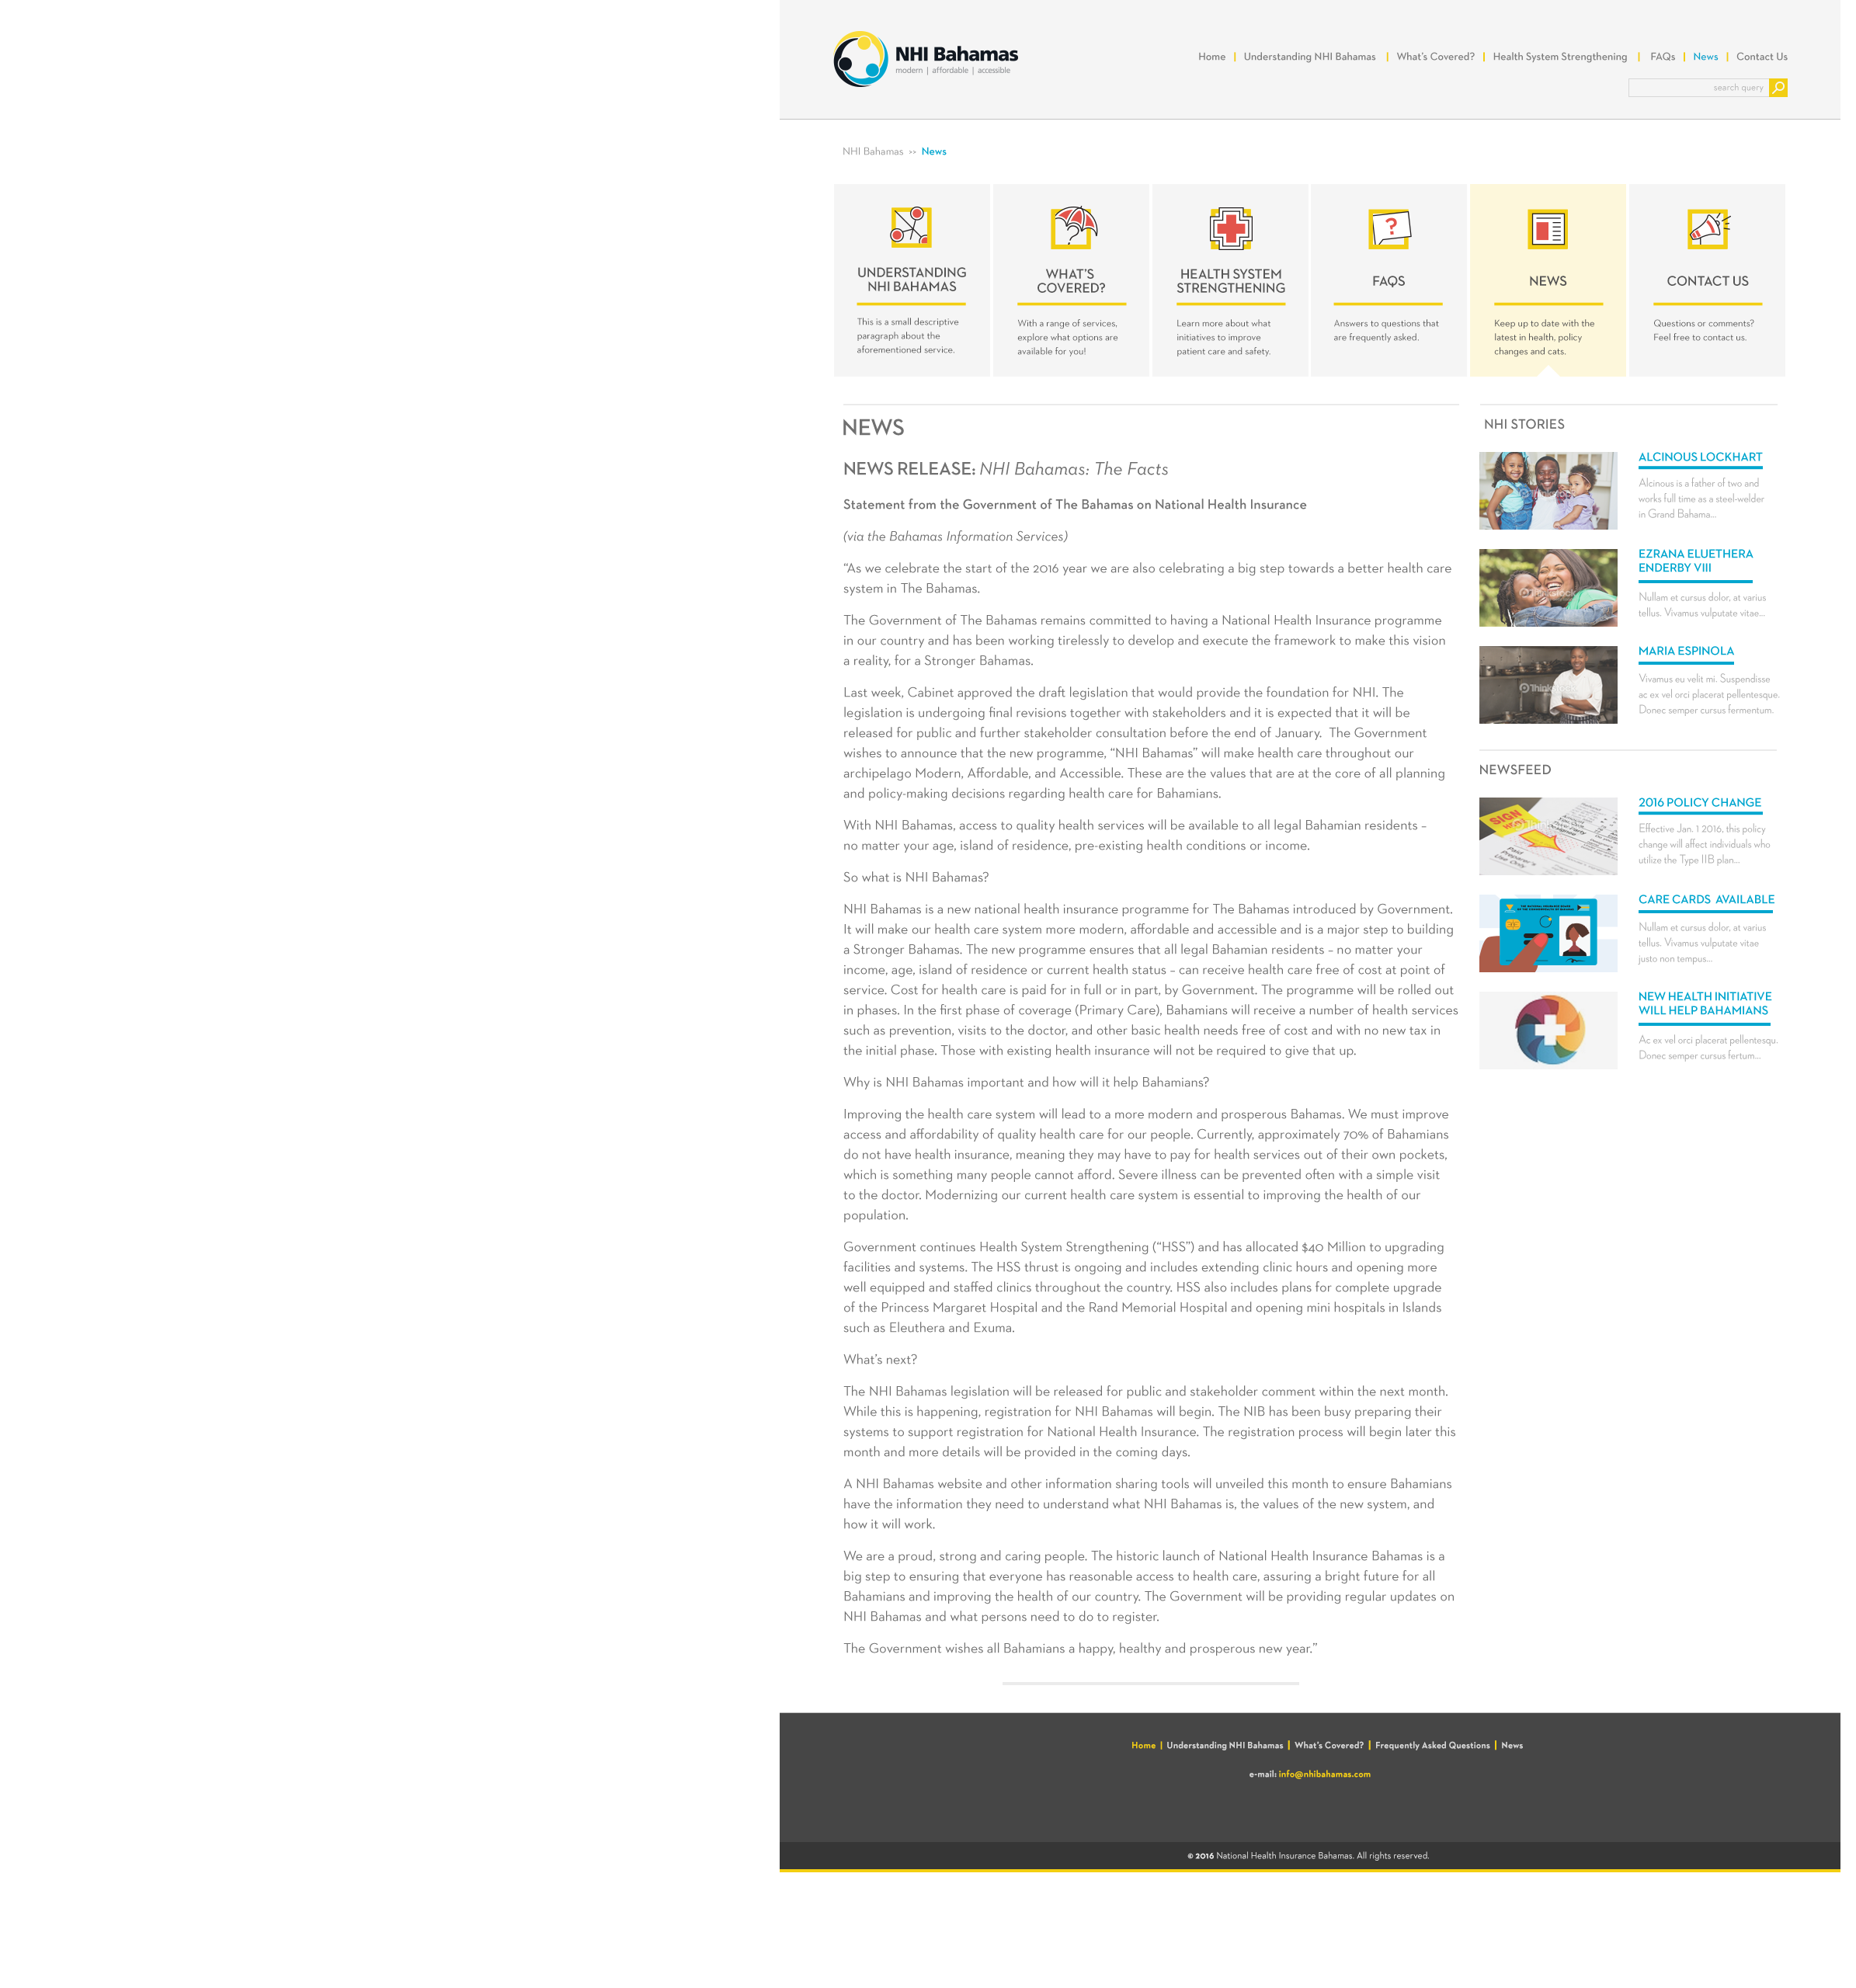 NHI Bahamas
modern | affordable | accessible
Home | Understanding NHI Bahamas | What's Covered? | Health System Strengthening | FAQs | News | Contact Us
search query
NHI Bahamas »» News
UNDERSTANDING
NHI BAHAMAS
This is a small descriptive
paragraph about the
aforementioned service.
WHAT'S
COVERED?
With a range of services,
explore what options are
available for you!
HEALTH SYSTEM
STRENGTHENING
Learn more about what
initiatives to improve
patient care and safety.
?
FAQS
Answers to questions that
are frequently asked.
NEWS
Keep up to date with the
latest in health, policy
changes and cats.
CONTACT US
Questions or comments?
Feel free to contact us.
NEWS
NEWS RELEASE: NHI Bahamas: The Facts
Statement from the Government of The Bahamas on National Health Insurance
(via the Bahamas Information Services)
“As we celebrate the start of the 2016 year we are also celebrating a big step towards a better health care
system in The Bahamas.
The Government of The Bahamas remains committed to having a National Health Insurance programme
in our country and has been working tirelessly to develop and execute the framework to make this vision
a reality, for a Stronger Bahamas.
Last week, Cabinet approved the draft legislation that would provide the foundation for NHI. The
legislation is undergoing final revisions together with stakeholders and it is expected that it will be
released for public and further stakeholder consultation before the end of January.  The Government
wishes to announce that the new programme, “NHI Bahamas” will make health care throughout our
archipelago Modern, Affordable, and Accessible. These are the values that are at the core of all planning
and policy-making decisions regarding health care for Bahamians.
With NHI Bahamas, access to quality health services will be available to all legal Bahamian residents –
no matter your age, island of residence, pre-existing health conditions or income.
So what is NHI Bahamas?
NHI Bahamas is a new national health insurance programme for The Bahamas introduced by Government.
It will make our health care system more modern, affordable and accessible and is a major step to building
a Stronger Bahamas. The new programme ensures that all legal Bahamian residents – no matter your
income, age, island of residence or current health status – can receive health care free of cost at point of
service. Cost for health care is paid for in full or in part, by Government. The programme will be rolled out
in phases. In the first phase of coverage (Primary Care), Bahamians will receive a number of health services
such as prevention, visits to the doctor, and other basic health needs free of cost and with no new tax in
the initial phase. Those with existing health insurance will not be required to give that up.
Why is NHI Bahamas important and how will it help Bahamians?
Improving the health care system will lead to a more modern and prosperous Bahamas. We must improve
access and affordability of quality health care for our people. Currently, approximately 70% of Bahamians
do not have health insurance, meaning they may have to pay for health services out of their own pockets,
which is something many people cannot afford. Severe illness can be prevented often with a simple visit
to the doctor. Modernizing our current health care system is essential to improving the health of our
population.
Government continues Health System Strengthening (“HSS”) and has allocated $40 Million to upgrading
facilities and systems. The HSS thrust is ongoing and includes extending clinic hours and opening more
well equipped and staffed clinics throughout the country. HSS also includes plans for complete upgrade
of the Princess Margaret Hospital and the Rand Memorial Hospital and opening mini hospitals in Islands
such as Eleuthera and Exuma.
What's next?
The NHI Bahamas legislation will be released for public and stakeholder comment within the next month.
While this is happening, registration for NHI Bahamas will begin. The NIB has been busy preparing their
systems to support registration for National Health Insurance. The registration process will begin later this
month and more details will be provided in the coming days.
A NHI Bahamas website and other information sharing tools will unveiled this month to ensure Bahamians
have the information they need to understand what NHI Bahamas is, the values of the new system, and
how it will work.
We are a proud, strong and caring people. The historic launch of National Health Insurance Bahamas is a
big step to ensuring that everyone has reasonable access to health care, assuring a bright future for all
Bahamians and improving the health of our country. The Government will be providing regular updates on
NHI Bahamas and what persons need to do to register.
The Government wishes all Bahamians a happy, healthy and prosperous new year.”
NHI STORIES
ALCINOUS LOCKHART
Alcinous is a father of two and
works full time as a steel-welder
in Grand Bahama...
EZRANA ELUETHERA
ENDERBY VIII
Nullam et cursus dolor, at varius
tellus. Vivamus vulputate vitae...
MARIA ESPINOLA
Vivamus eu velit mi. Suspendisse
ac ex vel orci placerat pellentesque.
Donec semper cursus fermentum.
NEWSFEED
SIGN
HERE
2016 POLICY CHANGE
Effective Jan. 1 2016, this policy
change will affect individuals who
utilize the Type IIB plan...
CARE CARDS  AVAILABLE
Nullam et cursus dolor, at varius
tellus. Vivamus vulputate vitae
justo non tempus...
NEW HEALTH INITIATIVE
WILL HELP BAHAMIANS
Ac ex vel orci placerat pellentesqu.
Donec semper cursus fertum...
Home | Understanding NHI Bahamas | What's Covered? | Frequently Asked Questions | News
e-mail: info@nhibahamas.com
© 2016 National Health Insurance Bahamas. All rights reserved.